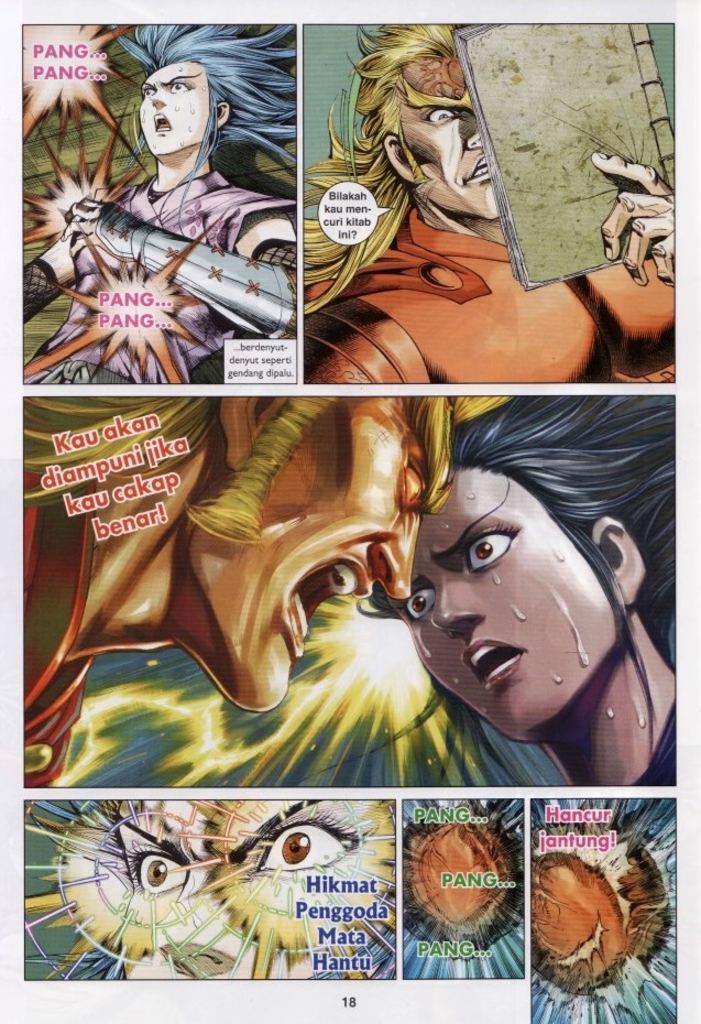 PANG...
PANG...
PANG...
PANG...
...berdenyut-
denyut seperti
gendang dipalu.
Bilakah
kau men-
curi kitab
ini?
Kau akan
diampuni jika
kau cakap
benar!
Hikmat
Penggoda
Mata
Hantu
PANG...
PANG...
PANG...
Hancur
jantung!
18